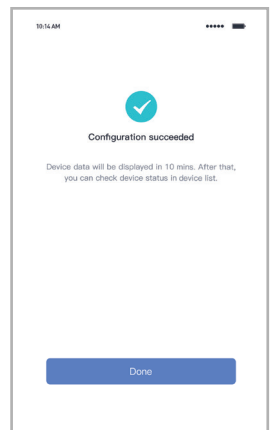 10:14 AM
Configuration succeeded
Device data will be displayed in 10 mins. After that,
you can check device status in device list.
Done